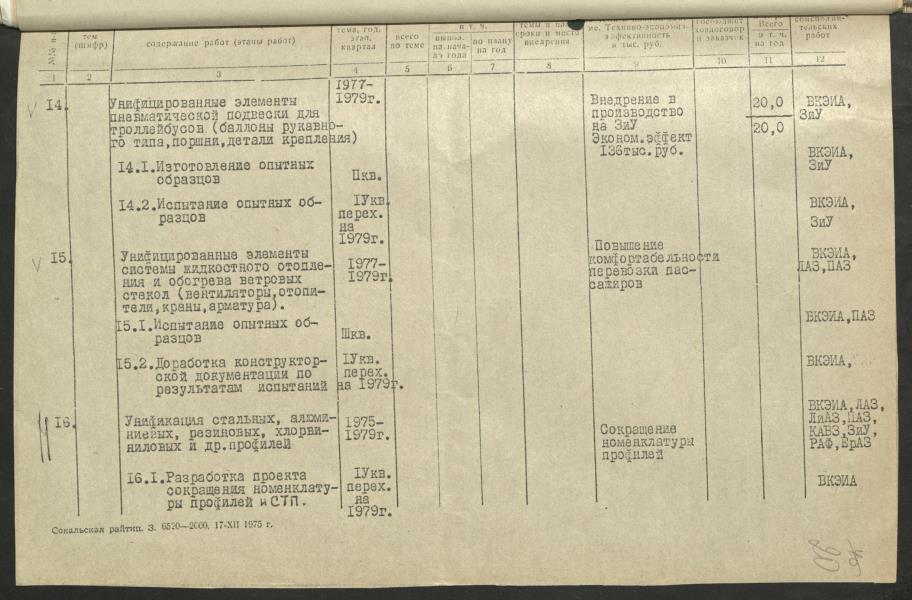 тем (шифр)
содержание работ (этапы работ)
тема, год, этап, квартал
всего по теме
в т. ч.
выпол. на нача-
ло года
по плану на год
сроки и место внедрения
эффективность в тыс. руб.
и заказчик
Всего в т. ч. на год
работ
1 2 3 4 5 6 7 8 9 10 11 12
14. Унифицированные элементы
пневматической подвески для
троллейбусов (баллоны рукавно-
го типа,поршни,детали крепления)
1977-
1979г.
Внедрение в
производство
на ЗиУ
Эконом.эффект
136тыс.руб.
20,0
20,0
ВКЭИА,
ЗиУ
14.1.Изготовление опытных
образцов
Пкв.
ВКЭИА,
ЗиУ
14.2.Испытание опытных об-
разцов
IУкв.
перех.
на
1979г.
ВКЭИА,
ЗиУ
15. Унифицированные элементы
системы жидкостного отопле-
ния и обогрева ветровых
стекол (вентиляторы,отопи-
тели,краны,арматура).
1977-
1979г.
Повышение
комфортабельности
перевозки пас-
сажиров
ВКЭИА,
ЛАЗ,ПАЗ
15.1.Испытание опытных об-
разцов
Шкв.
ВКЭИА,ПАЗ
15.2.Доработка конструктор-
ской документации по
результатам испытаний
IУкв.
перех.
на 1979г.
ВКЭИА,
16. Унификация стальных, алюми-
ниевых, резиновых, хлорви-
ниловых и др.профилей
1975-
1979г.
Сокращение
номенклатуры
профилей
ВКЭИА,ЛАЗ,
ЛиАЗ,ПАЗ,
КАВЗ,ЗиУ,
РАФ,ЕрАЗ
16.1.Разработка проекта
сокращения номенклату-
ры профилей и СТП.
IУкв.
перех.
на
1979г.
ВКЭИА
Сокальская райтип. З. 6520—2000. 17-XII 1975 г.